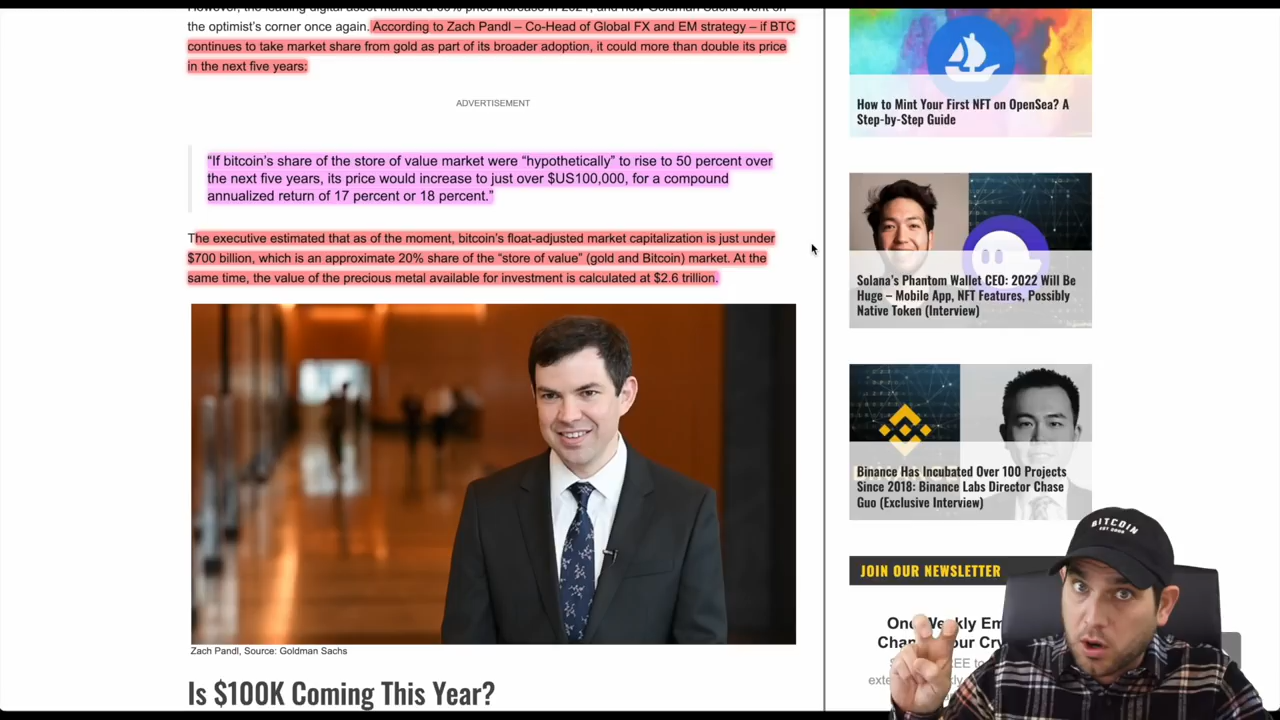 However, the leading digital asset marked a 60% price increase in 2021, and now Goldman Sachs went on
the optimist's corner once again. According to Zach Pandl – Co-Head of Global FX and EM strategy – if BTC
continues to take market share from gold as part of its broader adoption, it could more than double its price
in the next five years:
ADVERTISEMENT
“If bitcoin’s share of the store of value market were “hypothetically” to rise to 50 percent over
the next five years, its price would increase to just over $US100,000, for a compound
annualized return of 17 percent or 18 percent.”
The executive estimated that as of the moment, bitcoin's float-adjusted market capitalization is just under
$700 billion, which is an approximate 20% share of the “store of value” (gold and Bitcoin) market. At the
same time, the value of the precious metal available for investment is calculated at $2.6 trillion.
Zach Pandl, Source: Goldman Sachs
Is $100K Coming This Year?
How to Mint Your First NFT on OpenSea? A
Step-by-Step Guide
Solana's Phantom Wallet CEO: 2022 Will Be
Huge – Mobile App, NFT Features, Possibly
Native Token (Interview)
Binance Has Incubated Over 100 Projects
Since 2018: Binance Labs Director Chase
Guo (Exclusive Interview)
JOIN OUR NEWSLETTER
BITCOIN